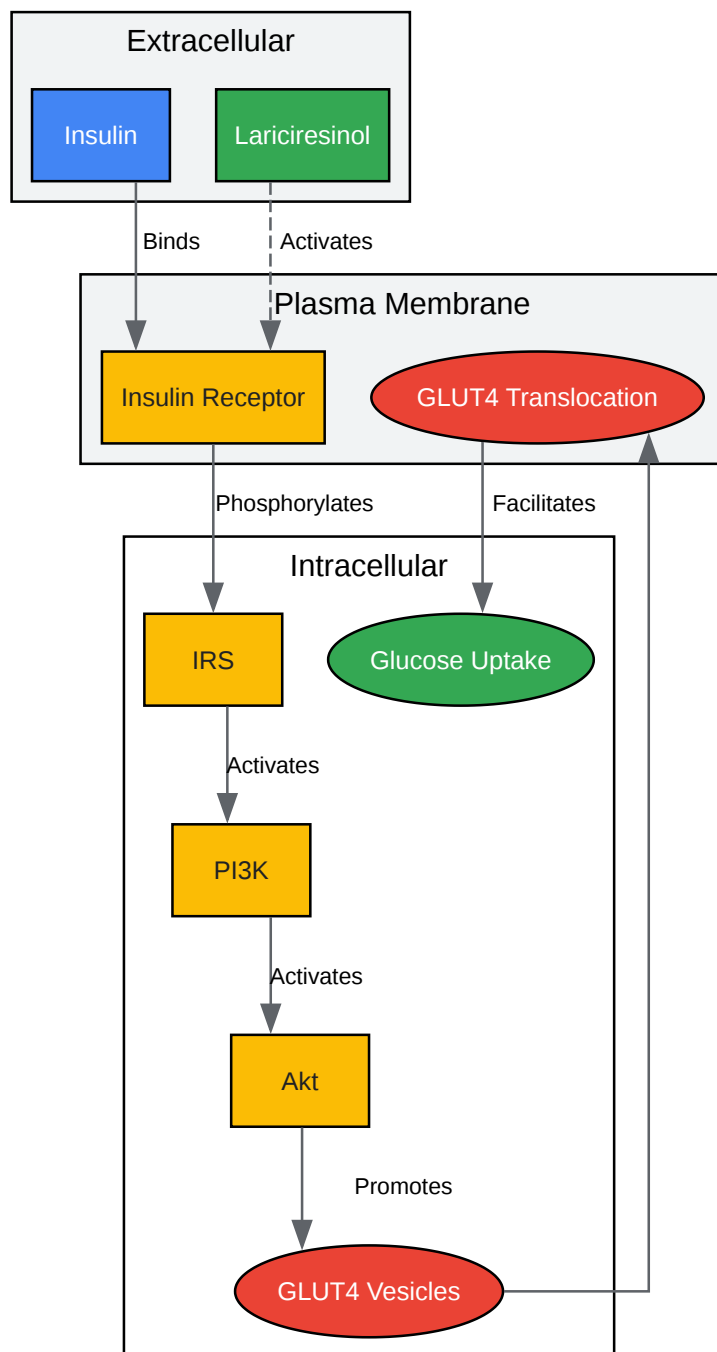 Extracellular
Insulin
Lariciresinol
Binds
Activates
Plasma Membrane
Insulin Receptor
GLUT4 Translocation
Phosphorylates
Facilitates
Intracellular
IRS
Glucose Uptake
Activates
PI3K
Activates
Akt
Promotes
GLUT4 Vesicles